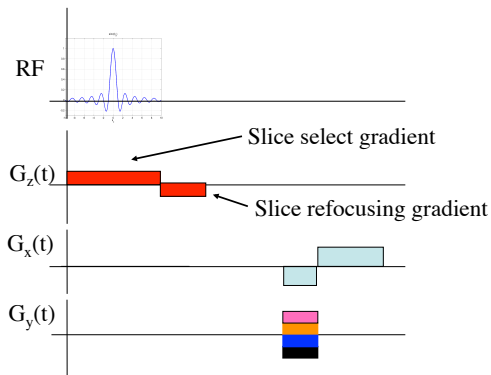 RF
Slice select gradient
G_z(t)
Slice refocusing gradient
G_x(t)
G_y(t)